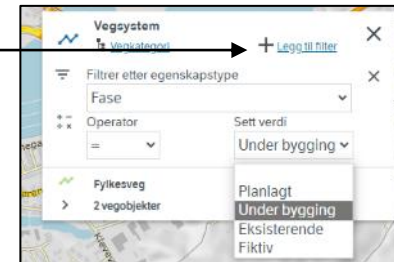 Vegsystem
Vegkategori
Legg til filter
Filtrer etter egenskapstype
Fase
Operator
Sett verdi
=
Under bygging
Fylkesveg
2 vegobjekter
Planlagt
Under bygging
Eksisterende
Fiktiv